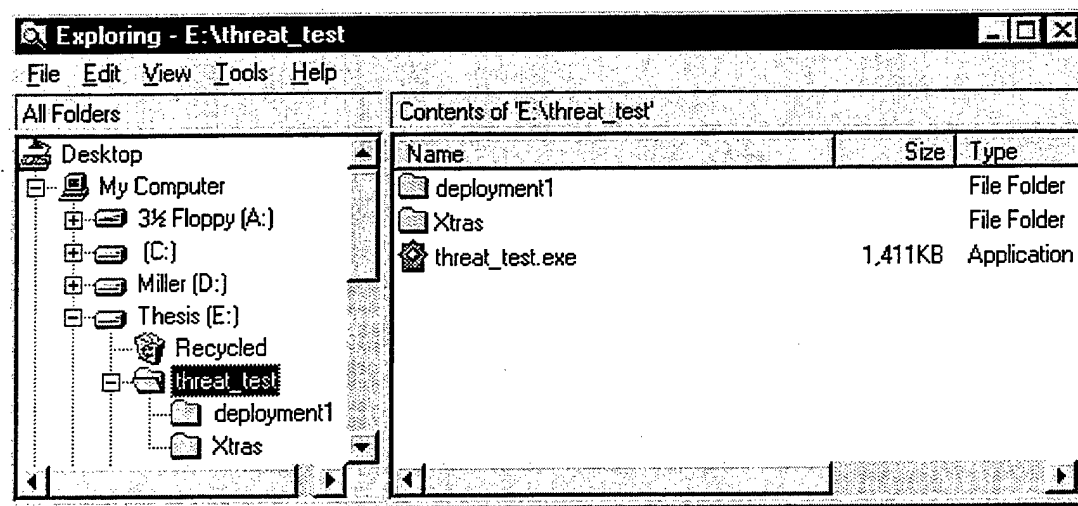 Exploring - E:\threat_test
File Edit View Tools Help
All Folders
Contents of 'E:\threat_test'
Desktop
My Computer
3½ Floppy (A:)
(C:)
Miller (D:)
Thesis (E:)
Recycled
threat_test
deployment1
Xtras
Name Size Type
deployment1 File Folder
Xtras File Folder
threat_test.exe 1,411KB Application